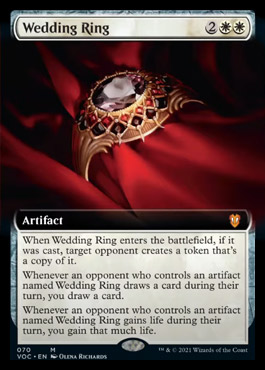 Wedding Ring 2
Artifact
When Wedding Ring enters the battlefield, if it
was cast, target opponent creates a token that's
a copy of it.
Whenever an opponent who controls an artifact
named Wedding Ring draws a card during their
turn, you draw a card.
Whenever an opponent who controls an artifact
named Wedding Ring gains life during their
turn, you gain that much life.
070 M
VOC • EN OLENA RICHARDS ™ & © 2021 Wizards of the Coast